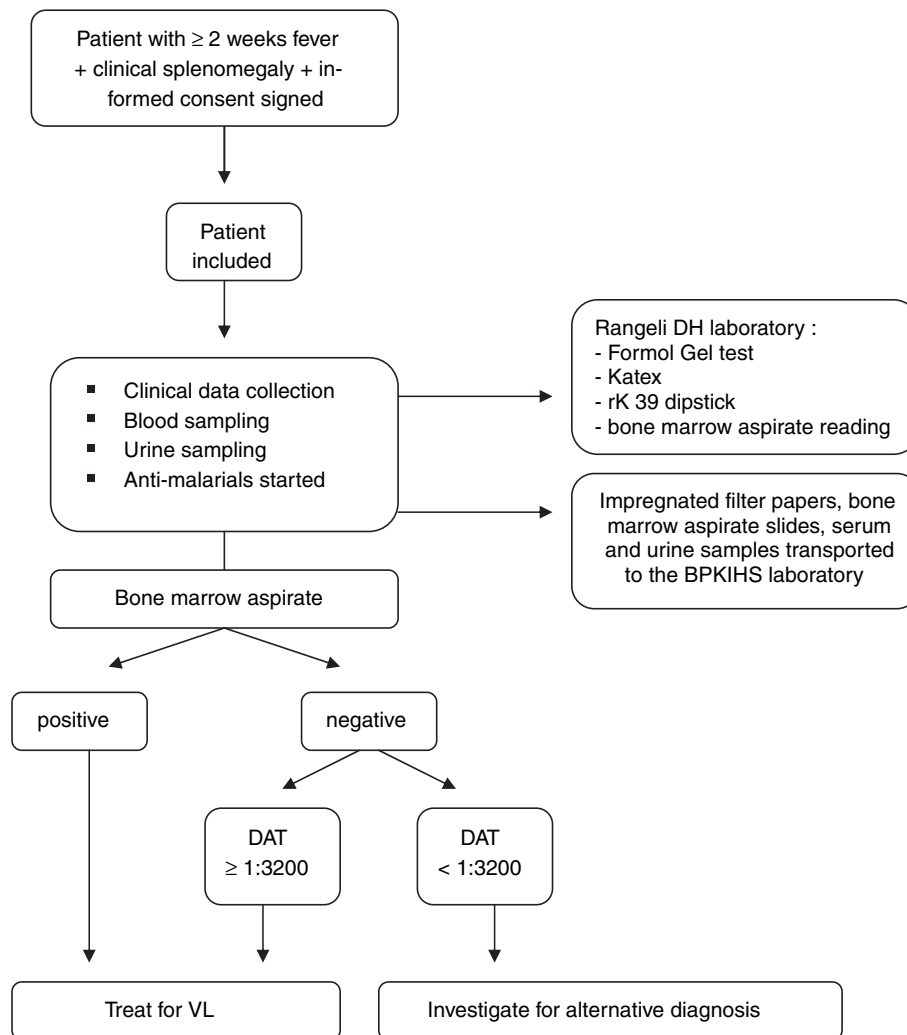 Patient with ≥ 2 weeks fever
+ clinical splenomegaly + in-
formed consent signed
Patient
included
Rangeli DH laboratory :
- Formol Gel test
- Katex
- rK 39 dipstick
- bone marrow aspirate reading
▪ Clinical data collection
▪ Blood sampling
▪ Urine sampling
▪ Anti-malarials started
Impregnated filter papers, bone
marrow aspirate slides, serum
and urine samples transported
to the BPKIHS laboratory
Bone marrow aspirate
positive
negative
DAT
≥ 1:3200
DAT
< 1:3200
Treat for VL
Investigate for alternative diagnosis